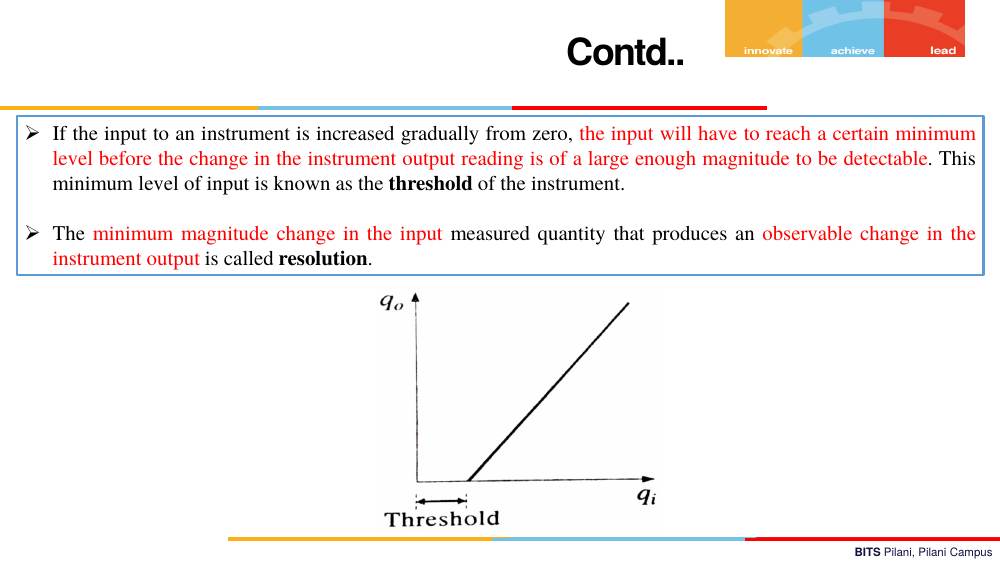 Contd..
innovate achieve lead
➢ If the input to an instrument is increased gradually from zero, the input will have to reach a certain minimum
level before the change in the instrument output reading is of a large enough magnitude to be detectable. This
minimum level of input is known as the threshold of the instrument.
➢ The minimum magnitude change in the input measured quantity that produces an observable change in the
instrument output is called resolution.
qo
qi
Threshold
BITS Pilani, Pilani Campus